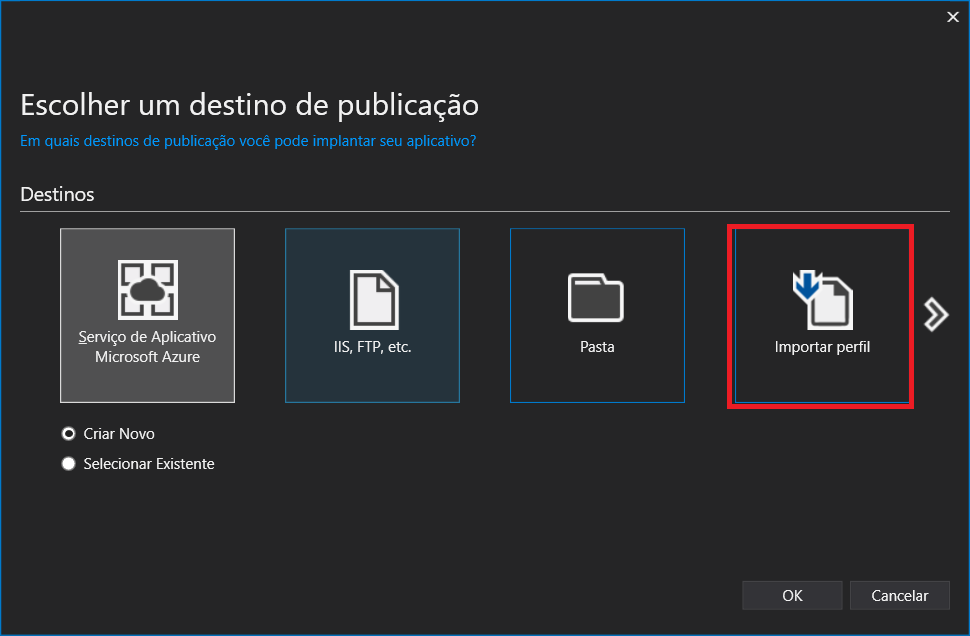 Escolher um destino de publicação
Em quais destinos de publicação você pode implantar seu aplicativo?
Destinos
Serviço de Aplicativo
Microsoft Azure
IIS, FTP, etc.
Pasta
Importar perfil
Criar Novo
Selecionar Existente
OK
Cancelar